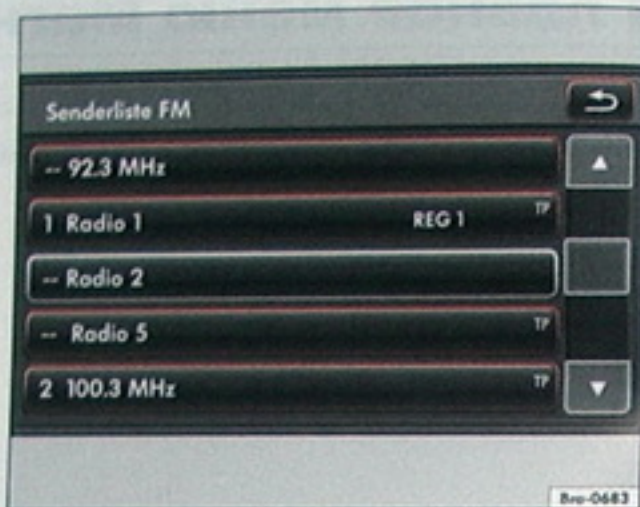 Senderliste FM
-- 92.3 MHz
1 Radio 1 REG 1 TP
-- Radio 2
-- Radio 5 TP
2 100.3 MHz TP
Bro-0683